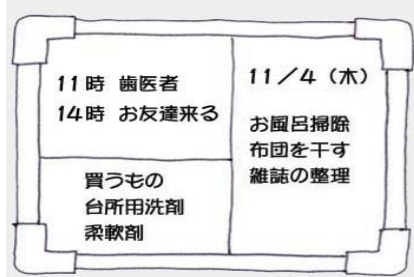 11時 歯医者
14時 お友達来る
買うもの
台所用洗剤
柔軟剤
11/4（木）
お風呂掃除
布団を干す
雑誌の整理